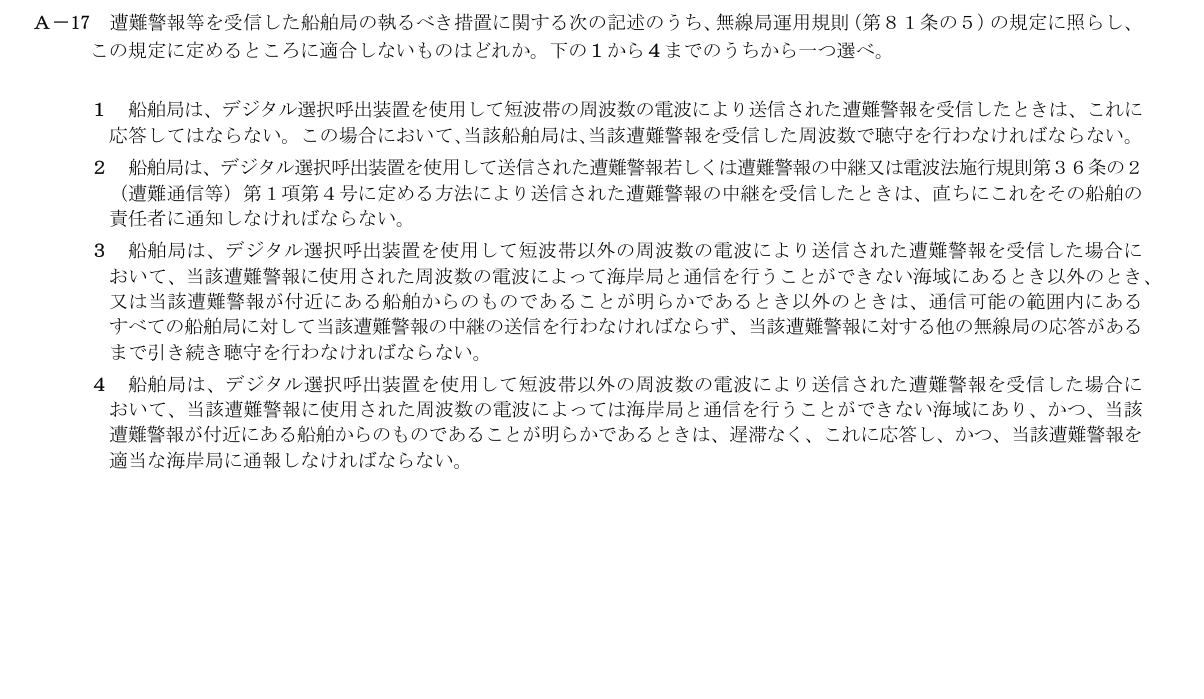 Ａ－17　遭難警報等を受信した船舶局の執るべき措置に関する次の記述のうち、無線局運用規則（第８１条の５）の規定に照らし、
この規定に定めるところに適合しないものはどれか。下の１から４までのうちから一つ選べ。
１　船舶局は、デジタル選択呼出装置を使用して短波帯の周波数の電波により送信された遭難警報を受信したときは、これに
応答してはならない。この場合において、当該船舶局は、当該遭難警報を受信した周波数で聴守を行わなければならない。
２　船舶局は、デジタル選択呼出装置を使用して送信された遭難警報若しくは遭難警報の中継又は電波法施行規則第３６条の２
（遭難通信等）第１項第４号に定める方法により送信された遭難警報の中継を受信したときは、直ちにこれをその船舶の
責任者に通知しなければならない。
３　船舶局は、デジタル選択呼出装置を使用して短波帯以外の周波数の電波により送信された遭難警報を受信した場合に
おいて、当該遭難警報に使用された周波数の電波によって海岸局と通信を行うことができない海域にあるとき以外のとき、
又は当該遭難警報が付近にある船舶からのものであることが明らかであるとき以外のときは、通信可能の範囲内にある
すべての船舶局に対して当該遭難警報の中継の送信を行わなければならず、当該遭難警報に対する他の無線局の応答がある
まで引き続き聴守を行わなければならない。
４　船舶局は、デジタル選択呼出装置を使用して短波帯以外の周波数の電波により送信された遭難警報を受信した場合に
おいて、当該遭難警報に使用された周波数の電波によっては海岸局と通信を行うことができない海域にあり、かつ、当該
遭難警報が付近にある船舶からのものであることが明らかであるときは、遅滞なく、これに応答し、かつ、当該遭難警報を
適当な海岸局に通報しなければならない。